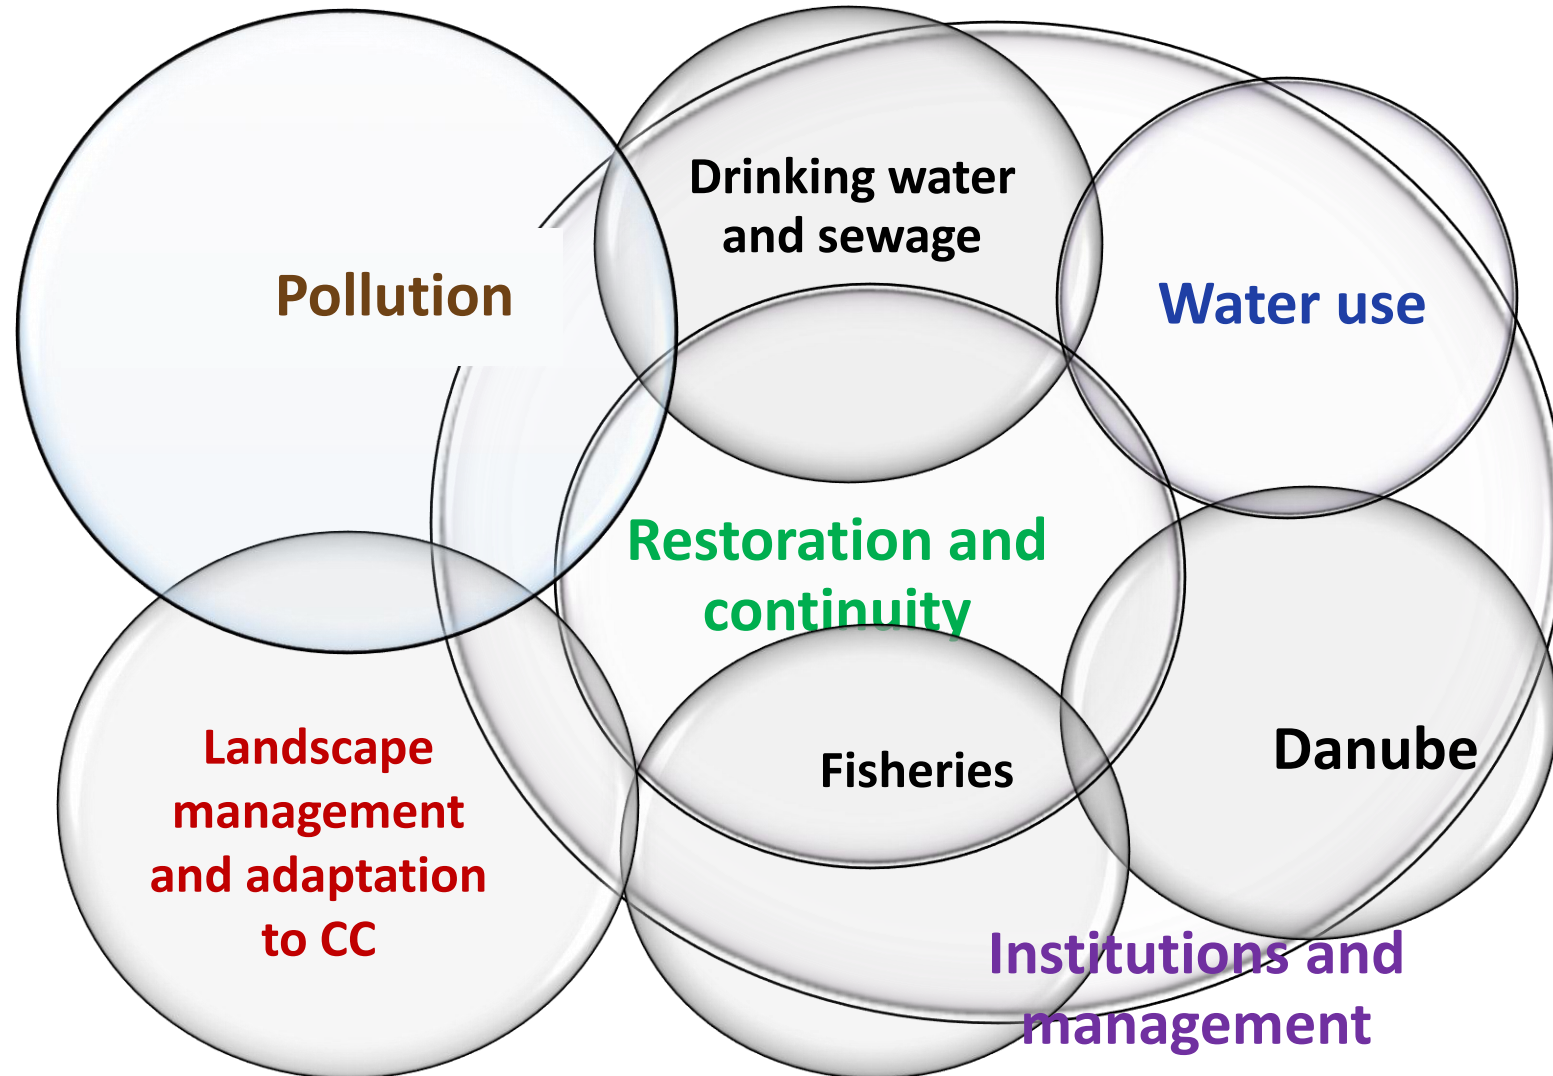 Drinking water
and sewage
Pollution
Water use
Restoration and
continuity
Landscape
management
and adaptation
to CC
Fisheries
Danube
Institutions and
management